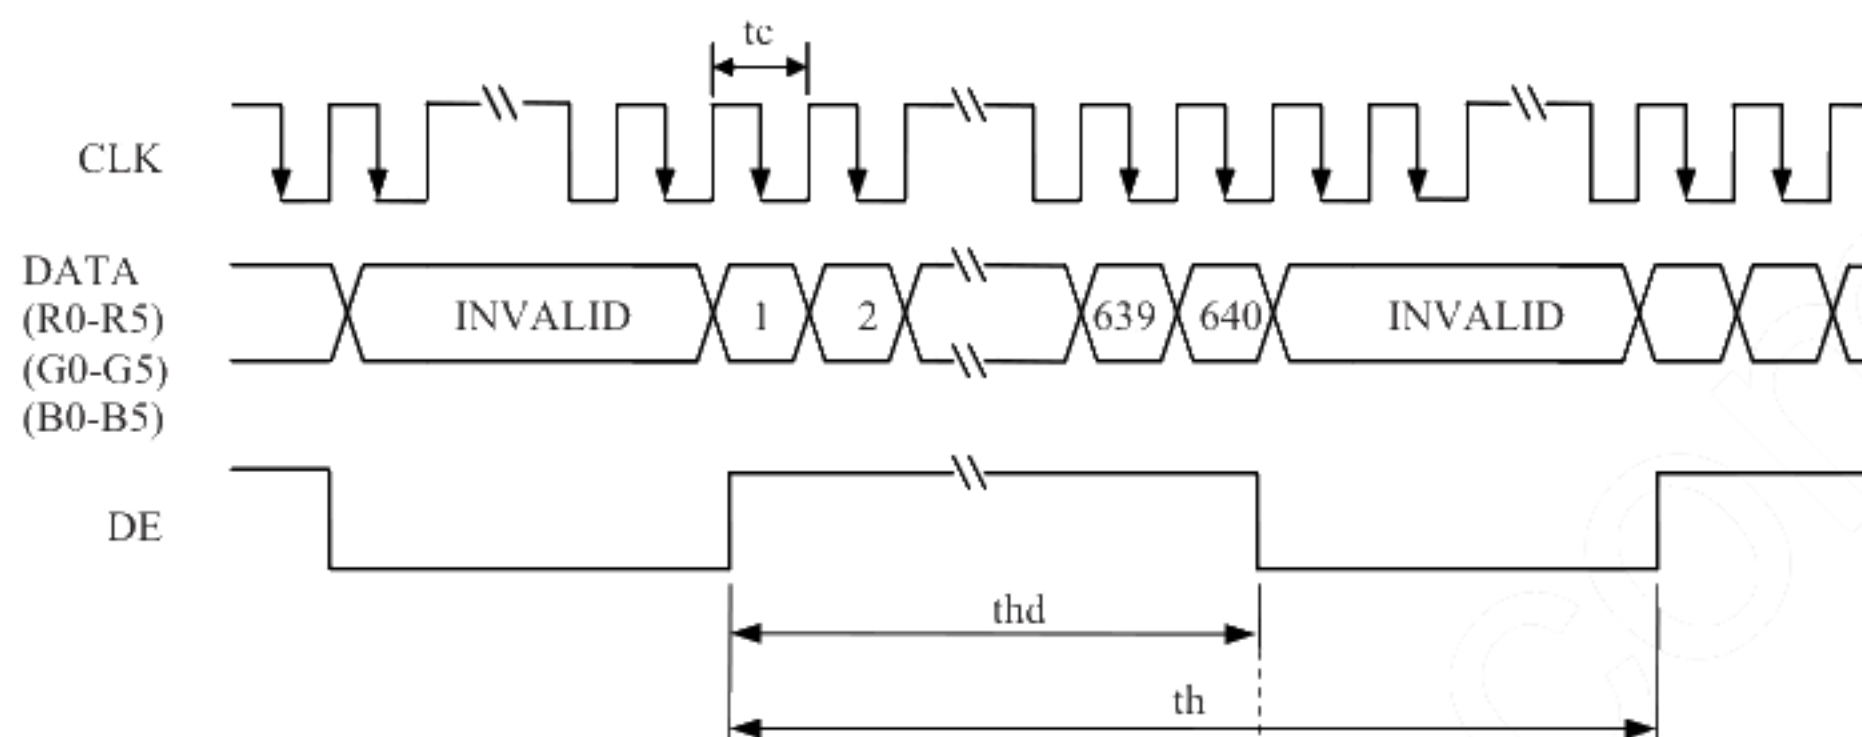 tc
CLK
DATA
(R0-R5)
(G0-G5)
(B0-B5)
INVALID 1 2 639 640 INVALID
DE
thd
th